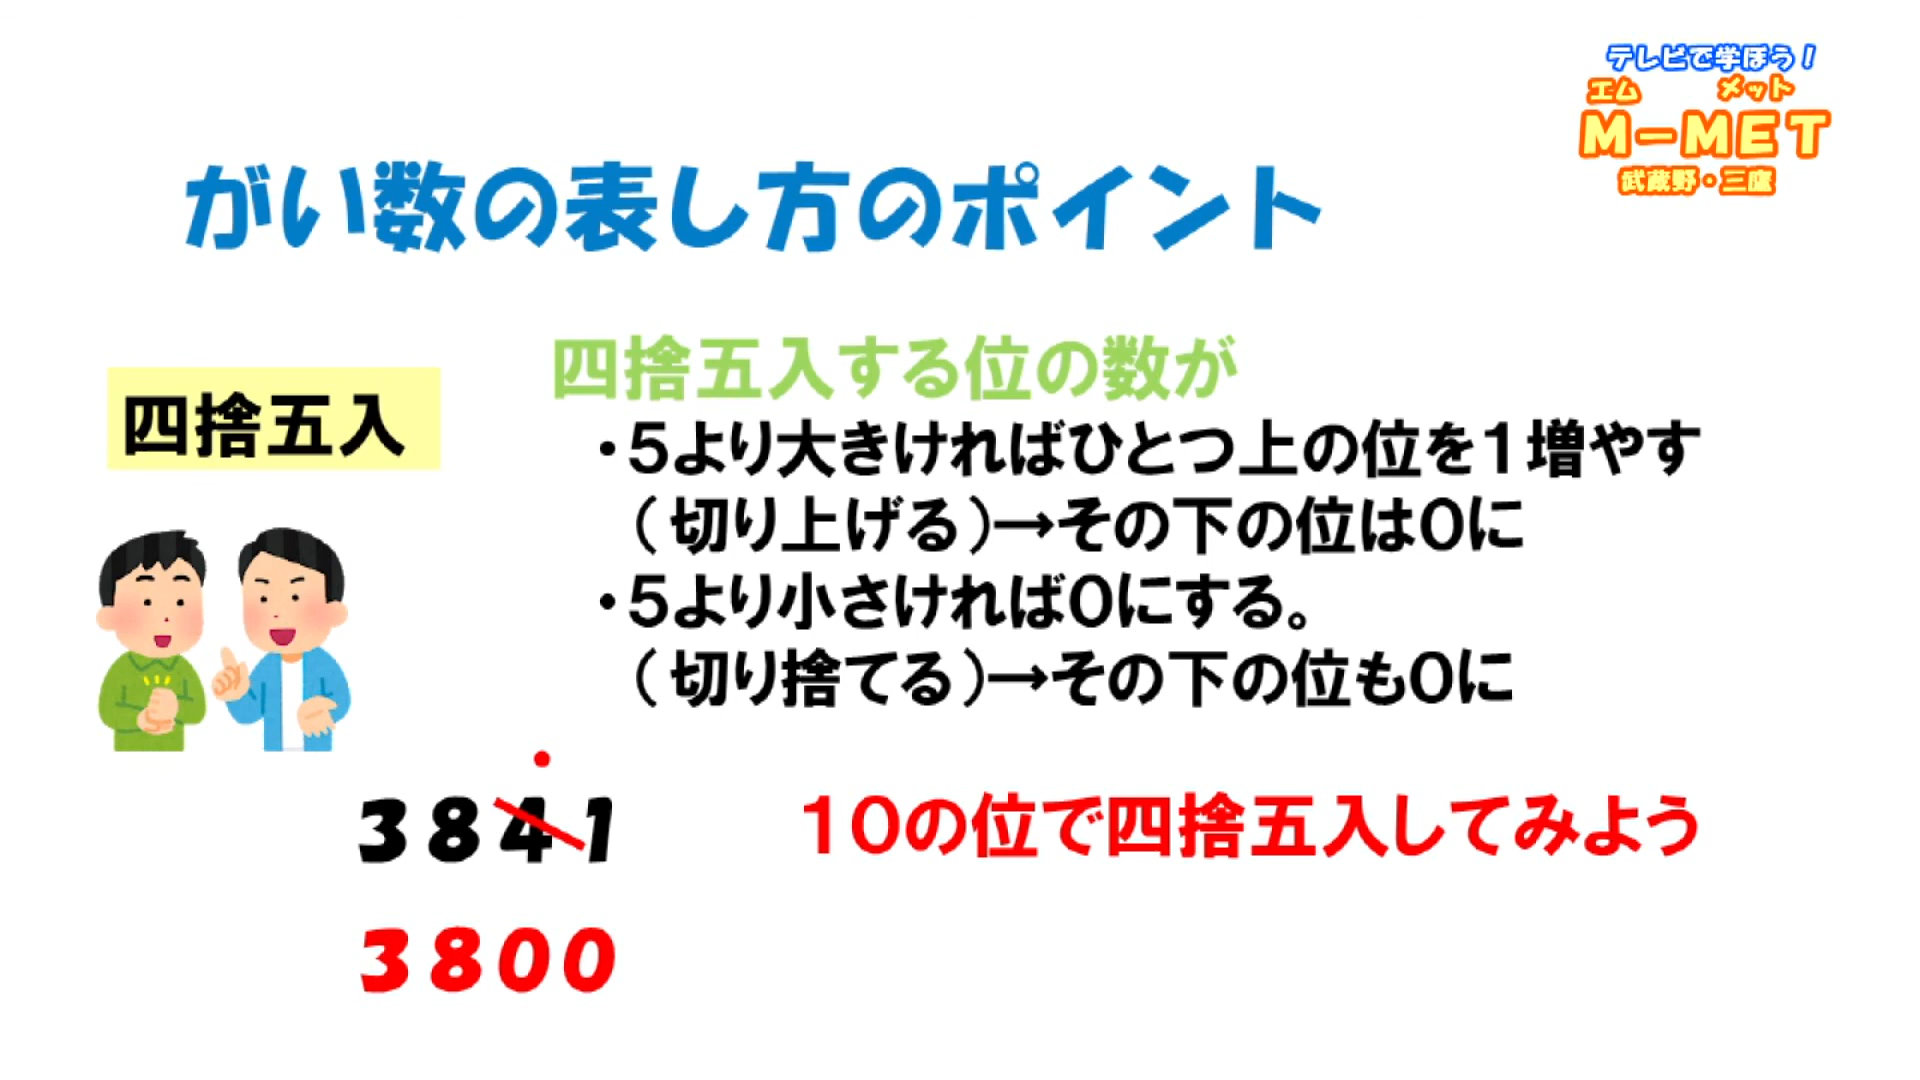 テレビで学ぼう！
エム メット
M-MET
武蔵野・三鷹
がい数の表し方のポイント
四捨五入
四捨五入する位の数が
・５より大きければひとつ上の位を１増やす
（切り上げる）→その下の位は０に
・５より小さければ０にする。
（切り捨てる）→その下の位も０に
３８４１
１０の位で四捨五入してみよう
３８００